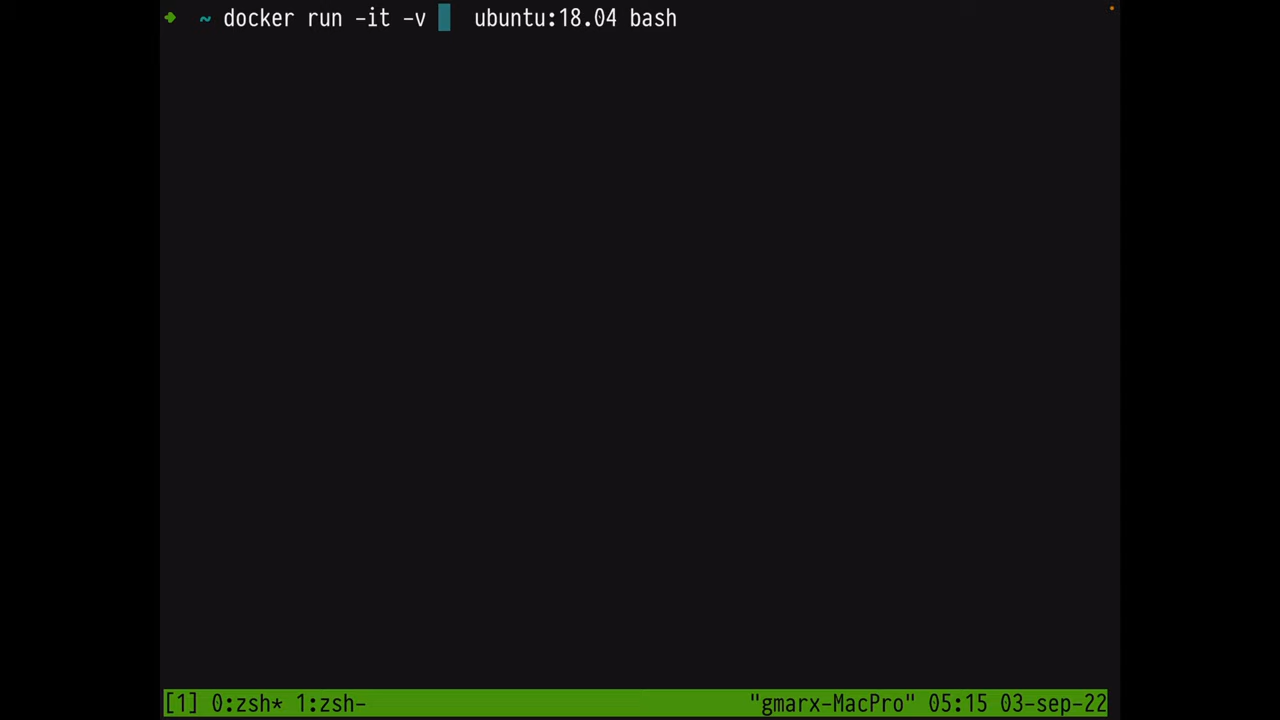 ~ docker run -it -v ubuntu:18.04 bash
[1] 0:zsh* 1:zsh- "gmarx-MacPro" 05:15 03-sep-22